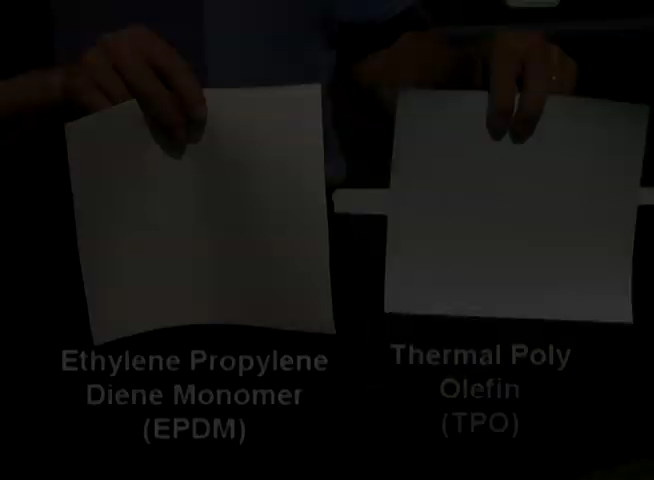 Ethylene Propylene
Diene Monomer
(EPDM)
Thermal Poly
Olefin
(TPO)